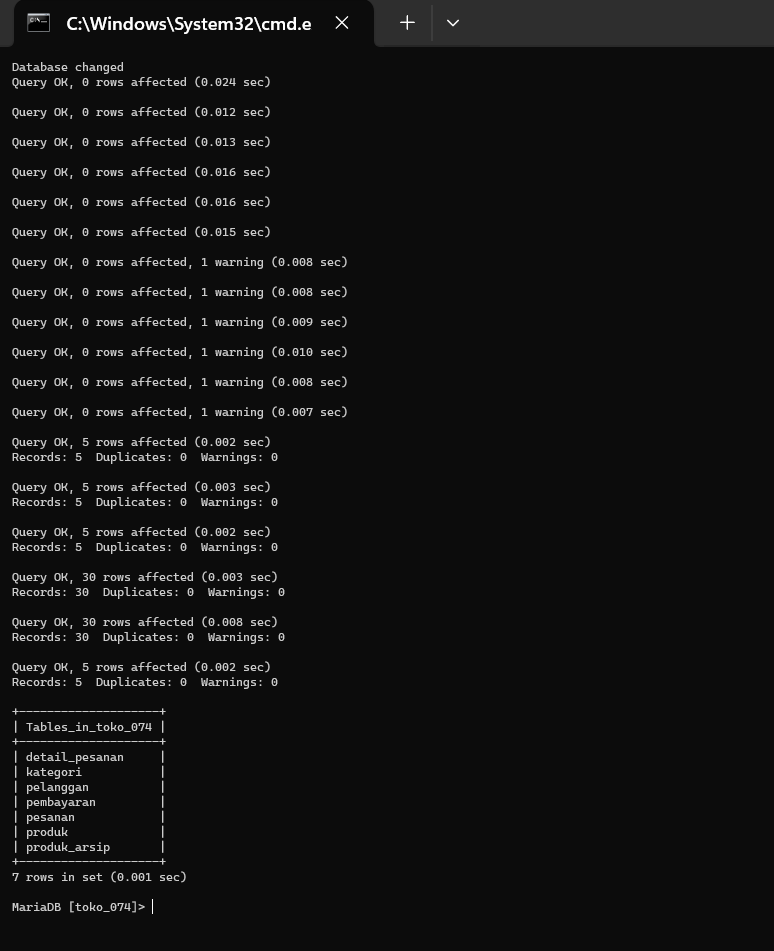 C:\Windows\System32\cmd.e
Database changed
Query OK, 0 rows affected (0.024 sec)
Query OK, 0 rows affected (0.012 sec)
Query OK, 0 rows affected (0.013 sec)
Query OK, 0 rows affected (0.016 sec)
Query OK, 0 rows affected (0.016 sec)
Query OK, 0 rows affected (0.015 sec)
Query OK, 0 rows affected, 1 warning (0.008 sec)
Query OK, 0 rows affected, 1 warning (0.008 sec)
Query OK, 0 rows affected, 1 warning (0.009 sec)
Query OK, 0 rows affected, 1 warning (0.010 sec)
Query OK, 0 rows affected, 1 warning (0.008 sec)
Query OK, 0 rows affected, 1 warning (0.007 sec)
Query OK, 5 rows affected (0.002 sec)
Records: 5  Duplicates: 0  Warnings: 0
Query OK, 5 rows affected (0.003 sec)
Records: 5  Duplicates: 0  Warnings: 0
Query OK, 5 rows affected (0.002 sec)
Records: 5  Duplicates: 0  Warnings: 0
Query OK, 30 rows affected (0.003 sec)
Records: 30  Duplicates: 0  Warnings: 0
Query OK, 30 rows affected (0.008 sec)
Records: 30  Duplicates: 0  Warnings: 0
Query OK, 5 rows affected (0.002 sec)
Records: 5  Duplicates: 0  Warnings: 0
+--------------------+
| Tables_in_toko_074 |
+--------------------+
| detail_pesanan     |
| kategori           |
| pelanggan          |
| pembayaran         |
| pesanan            |
| produk             |
| produk_arsip       |
+--------------------+
7 rows in set (0.001 sec)
MariaDB [toko_074]>